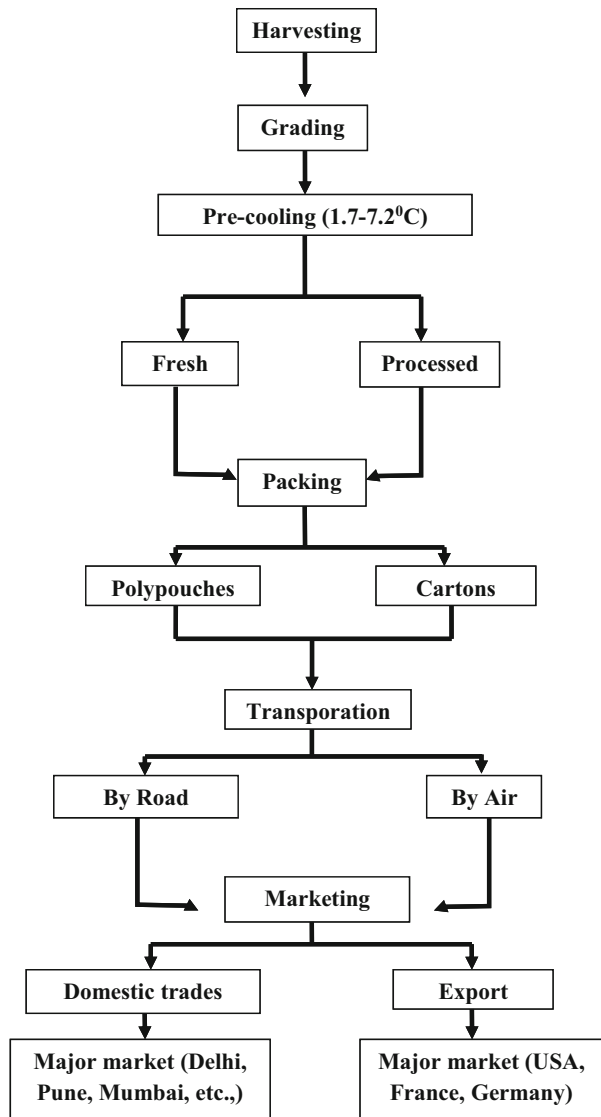 Harvesting
Grading
Pre-cooling (1.7-7.2⁰C)
Fresh
Processed
Packing
Polypouches
Cartons
Transporation
By Road
By Air
Marketing
Domestic trades
Export
Major market (Delhi,
Pune, Mumbai, etc.,)
Major market (USA,
France, Germany)